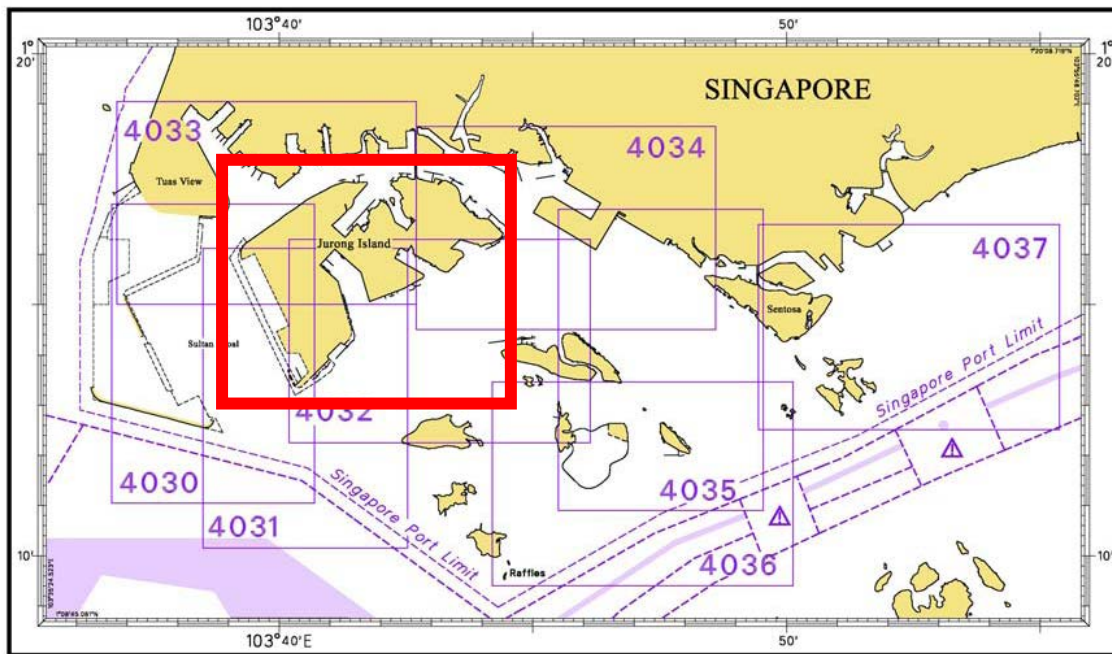 103°40'
50'
1°
20'
1°
20'
SINGAPORE
4033
4034
Tuas View
Jurong Island
4037
Sentosa
Singapore Port Limit
4032
4030
Singapore Port Limit
4035
4031
4036
Raffles
10'
10'
103°40'E
50'